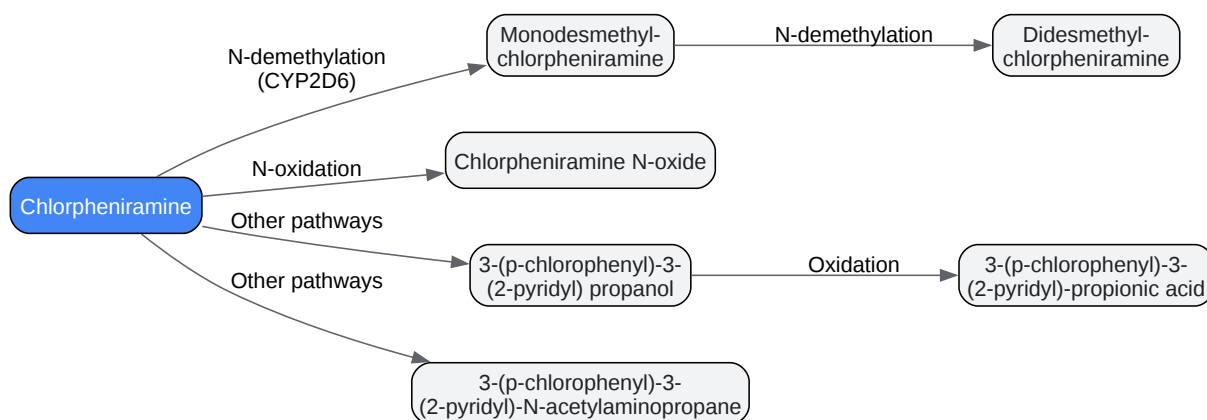 Monodesmethyl-
chlorpheniramine
N-demethylation
Didesmethyl-
chlorpheniramine
N-demethylation
(CYP2D6)
Chlorpheniramine N-oxide
N-oxidation
Chlorpheniramine
Other pathways
3-(p-chlorophenyl)-3-
(2-pyridyl) propanol
Oxidation
3-(p-chlorophenyl)-3-
(2-pyridyl)-propionic acid
Other pathways
3-(p-chlorophenyl)-3-
(2-pyridyl)-N-acetylaminopropane